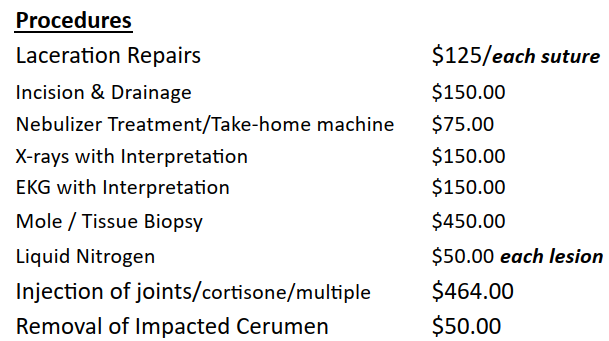 Procedures
Laceration Repairs $125/each suture
Incision & Drainage $150.00
Nebulizer Treatment/Take-home machine $75.00
X-rays with Interpretation $150.00
EKG with Interpretation $150.00
Mole / Tissue Biopsy $450.00
Liquid Nitrogen $50.00 each lesion
Injection of joints/cortisone/multiple $464.00
Removal of Impacted Cerumen $50.00